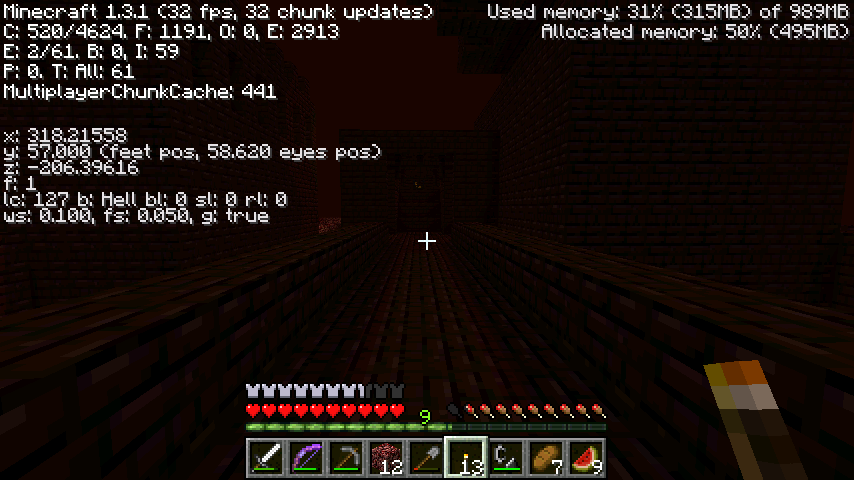 Minecraft 1.3.1 (32 fps, 32 chunk updates)
Used memory: 31% (315MB) of 989MB
C: 520/4624. F: 1191, O: 0, E: 2913
Allocated memory: 50% (495MB)
E: 2/61. B: 0, I: 59
P: 0. T: All: 61
MultiplayerChunkCache: 441
x: 318.21558
y: 57.000 (feet pos, 58.620 eyes pos)
z: -206.39616
f: 1
lc: 127 b: Hell bl: 0 sl: 0 rl: 0
ws: 0.100, fs: 0.050, g: true
9
12
13
7
9